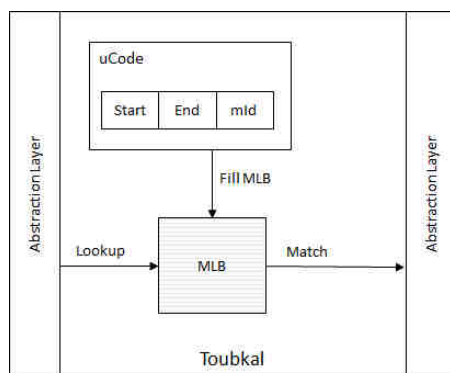 uCode
Start End mId
Fill MLB
Abstraction Layer
Lookup
MLB
Match
Abstraction Layer
Toubkal